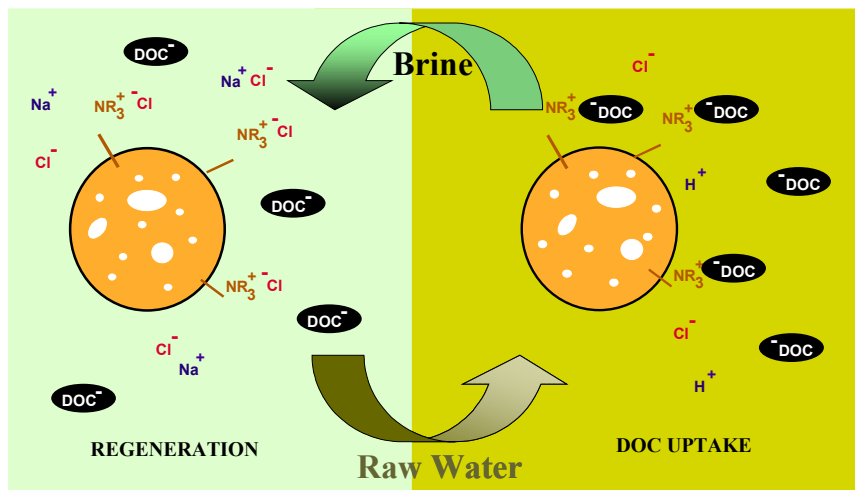 DOC⁻
Na⁺
Cl⁻
Na⁺
NR₃⁺ ⁻Cl
NR₃⁺ ⁻Cl
Cl⁻
DOC⁻
NR₃⁺ ⁻Cl
DOC⁻
Cl⁻
Na⁺
DOC⁻
REGENERATION
Brine
Raw Water
Cl⁻
NR₃⁺ ⁻DOC
NR₃⁺ ⁻DOC
H⁺
⁻DOC
NR₃⁺ ⁻DOC
Cl⁻
⁻DOC
H⁺
DOC UPTAKE